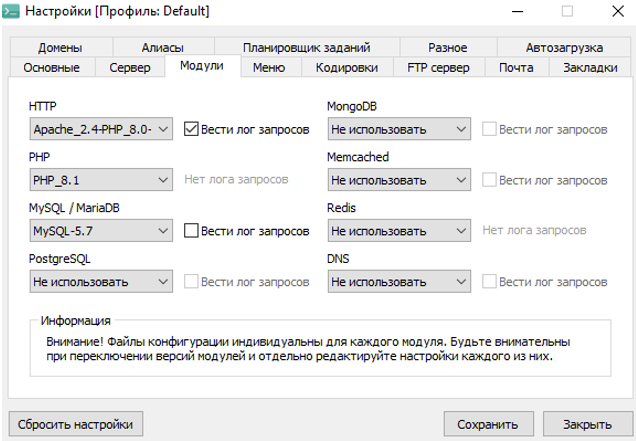 Настройки [Профиль: Default]
Домены Алиасы Планировщик заданий Разное Автозагрузка
Основные Сервер Модули Меню Кодировки FTP сервер Почта Закладки
HTTP MongoDB
Apache_2.4-PHP_8.0- Вести лог запросов Не использовать Вести лог запросов
PHP Memcached
PHP_8.1 Нет лога запросов Не использовать Вести лог запросов
MySQL / MariaDB Redis
MySQL-5.7 Вести лог запросов Не использовать Нет лога запросов
PostgreSQL DNS
Не использовать Вести лог запросов Не использовать Вести лог запросов
Информация
Внимание! Файлы конфигурации индивидуальны для каждого модуля. Будьте внимательны
при переключении версий модулей и отдельно редактируйте настройки каждого из них.
Сбросить настройки Сохранить Закрыть